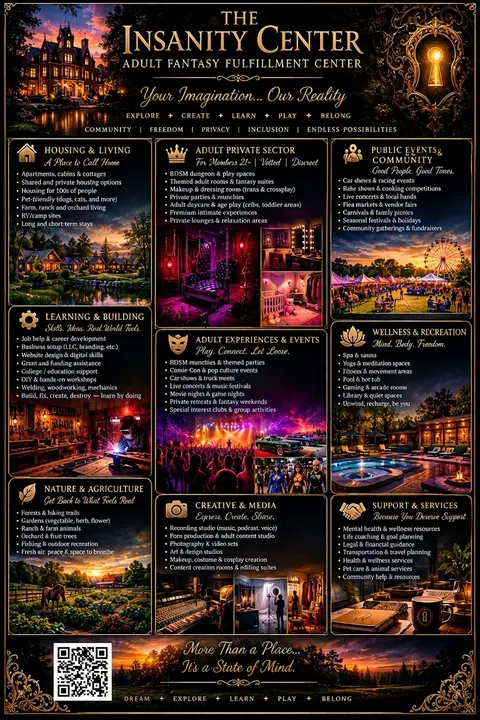 THE
INSANITY CENTER
ADULT FANTASY FULFILLMENT CENTER
Your Imagination... Our Reality
EXPLORE ✦ CREATE ✦ LEARN ✦ PLAY ✦ BELONG
COMMUNITY | FREEDOM | PRIVACY | INCLUSION | ENDLESS POSSIBILITIES
HOUSING & LIVING
A Place to Call Home
• Apartments, cabins & cottages
• Shared and private housing options
• Housing for 100s of people
• Pet-friendly (dogs, cats, and more)
• Farm, ranch and orchard living
• RV/camp sites
• Long and short-term stays
ADULT PRIVATE SECTOR
For Members 21+ | Vetted | Discreet
• BDSM dungeon & play spaces
• Themed adult rooms & fantasy suites
• Makeup & dressing room (trans & crossplay)
• Private parties & munchies
• Adult daycare & age play (cribs, toddler areas)
• Premium intimate experiences
• Private lounges & relaxation areas
PUBLIC EVENTS & COMMUNITY
Good People. Good Times.
• Car shows & racing events
• Bake shows & cooking competitions
• Live concerts & local bands
• Flea markets & vendor fairs
• Carnivals & family picnics
• Seasonal festivals & holidays
• Community gatherings & fundraisers
LEARNING & BUILDING
Skills. Ideas. Real World Tools.
• Job help & career development
• Business setup (LLC, branding, etc.)
• Website design & digital skills
• Grant and funding assistance
• College / education support
• DIY & hands-on workshops
• Welding, woodworking, mechanics
• Build, fix, create, destroy — learn by doing
ADULT EXPERIENCES & EVENTS
Play. Connect. Let Loose.
• BDSM munchies & themed parties
• Comic-Con & pop culture events
• Car shows & truck meets
• Live concerts & music festivals
• Movie nights & game nights
• Private retreats & fantasy weekends
• Special interest clubs & group activities
WELLNESS & RECREATION
Mind. Body. Freedom.
• Spa & sauna
• Yoga & meditation spaces
• Fitness & movement areas
• Pool & hot tub
• Gaming & arcade rooms
• Library & quiet spaces
• Unwind, recharge, be you
NATURE & AGRICULTURE
Get Back to What Feels Real
• Forests & hiking trails
• Gardens (vegetable, herb, flower)
• Ranch & farm animals
• Orchard & fruit trees
• Fishing & outdoor recreation
• Fresh air, peace & space to breathe
CREATIVE & MEDIA
Express. Create. Share.
• Recording studio (music, podcast, voice)
• Porn production & adult content studio
• Photography & video sets
• Art & design studios
• Makeup, costume & cosplay creation
• Content creation rooms & editing suites
SUPPORT & SERVICES
Because You Deserve Support
• Mental health & wellness resources
• Life coaching & goal planning
• Legal & financial guidance
• Transportation & travel planning
• Health & wellness services
• Pet care & animal services
• Community help & resources
More Than a Place...
It's a State of Mind.
DREAM ✦ EXPLORE ✦ LEARN ✦ PLAY ✦ BELONG